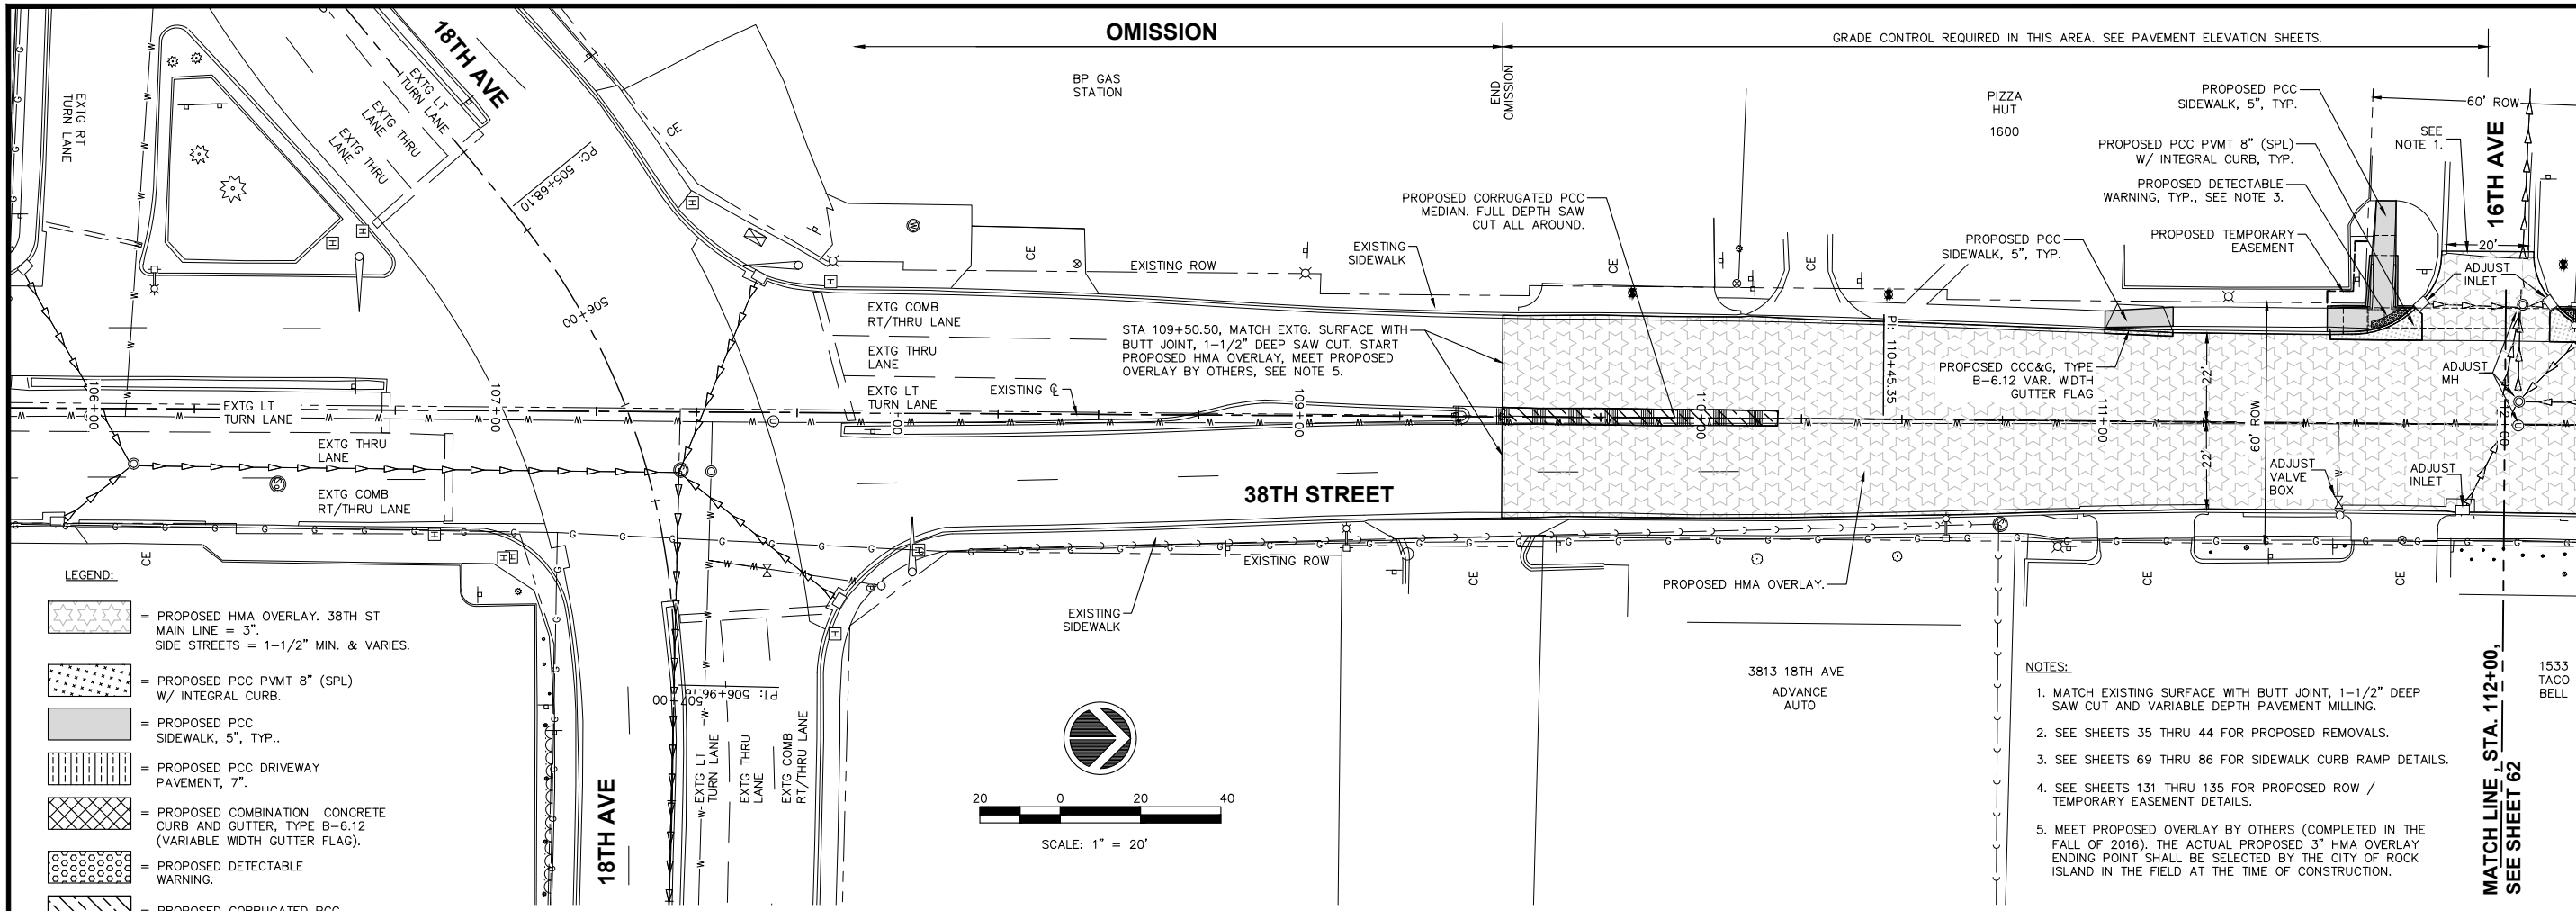 OMISSION
GRADE CONTROL REQUIRED IN THIS AREA. SEE PAVEMENT ELEVATION SHEETS.
18TH AVE
EXTG RT
TURN LANE
EXTG LT
TURN LANE
EXTG THRU
LANE
EXTG THRU
LANE
BP GAS
STATION
END
OMISSION
PIZZA
HUT
1600
PROPOSED PCC
SIDEWALK, 5", TYP.
60' ROW
16TH AVE
SEE
NOTE 1.
PROPOSED PCC PVMT 8" (SPL)
W/ INTEGRAL CURB, TYP.
PROPOSED DETECTABLE
WARNING, TYP., SEE NOTE 3.
PROPOSED TEMPORARY
EASEMENT
20'
ADJUST
INLET
PROPOSED PCC
SIDEWALK, 5", TYP.
PROPOSED CORRUGATED PCC
MEDIAN. FULL DEPTH SAW
CUT ALL AROUND.
EXISTING
SIDEWALK
EXISTING ROW
CE
CE
CE
CE
P.C: 505+68.10
506+00
EXTG COMB
RT/THRU LANE
EXTG THRU
LANE
EXTG LT
TURN LANE
EXISTING ℄
STA 109+50.50, MATCH EXTG. SURFACE WITH
BUTT JOINT, 1-1/2" DEEP SAW CUT. START
PROPOSED HMA OVERLAY, MEET PROPOSED
OVERLAY BY OTHERS, SEE NOTE 5.
PI: 110+45.35
PROPOSED CCC&G, TYPE
B-6.12 VAR. WIDTH
GUTTER FLAG
22'
22'
60' ROW
ADJUST
MH
ADJUST
VALVE
BOX
ADJUST
INLET
106+00
107+00
109+00
110+00
111+00
EXTG LT
TURN LANE
EXTG THRU
LANE
EXTG COMB
RT/THRU LANE
38TH STREET
EXISTING ROW
EXISTING
SIDEWALK
PROPOSED HMA OVERLAY.
CE
CE
CE
CE
LEGEND:
= PROPOSED HMA OVERLAY. 38TH ST
MAIN LINE = 3".
SIDE STREETS = 1-1/2" MIN. & VARIES.
= PROPOSED PCC PVMT 8" (SPL)
W/ INTEGRAL CURB.
= PROPOSED PCC
SIDEWALK, 5", TYP..
= PROPOSED PCC DRIVEWAY
PAVEMENT, 7".
= PROPOSED COMBINATION CONCRETE
CURB AND GUTTER, TYPE B-6.12
(VARIABLE WIDTH GUTTER FLAG).
= PROPOSED DETECTABLE
WARNING.
= PROPOSED CORRUGATED PCC
18TH AVE
507+00
PT: 506+96.16
EXTG LT
TURN LANE
EXTG THRU
LANE
EXTG COMB
RT/THRU LANE
20 0 20 40
SCALE: 1" = 20'
3813 18TH AVE
ADVANCE
AUTO
NOTES:
1. MATCH EXISTING SURFACE WITH BUTT JOINT, 1-1/2" DEEP
SAW CUT AND VARIABLE DEPTH PAVEMENT MILLING.
2. SEE SHEETS 35 THRU 44 FOR PROPOSED REMOVALS.
3. SEE SHEETS 69 THRU 86 FOR SIDEWALK CURB RAMP DETAILS.
4. SEE SHEETS 131 THRU 135 FOR PROPOSED ROW /
TEMPORARY EASEMENT DETAILS.
5. MEET PROPOSED OVERLAY BY OTHERS (COMPLETED IN THE
FALL OF 2016). THE ACTUAL PROPOSED 3" HMA OVERLAY
ENDING POINT SHALL BE SELECTED BY THE CITY OF ROCK
ISLAND IN THE FIELD AT THE TIME OF CONSTRUCTION.
MATCH LINE, STA. 112+00,
SEE SHEET 62
1533
TACO
BELL